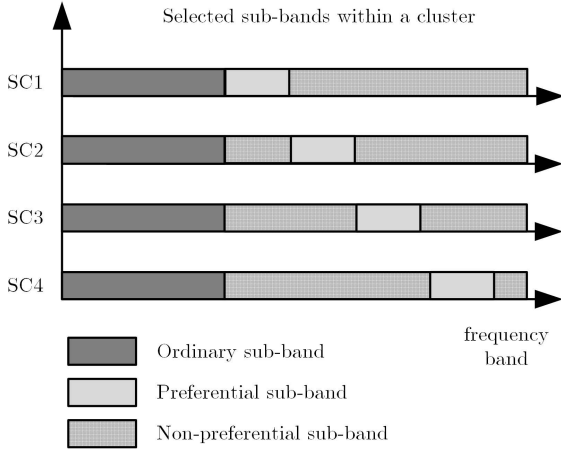 Selected sub-bands within a cluster
SC1
SC2
SC3
SC4
frequency
band
Ordinary sub-band
Preferential sub-band
Non-preferential sub-band